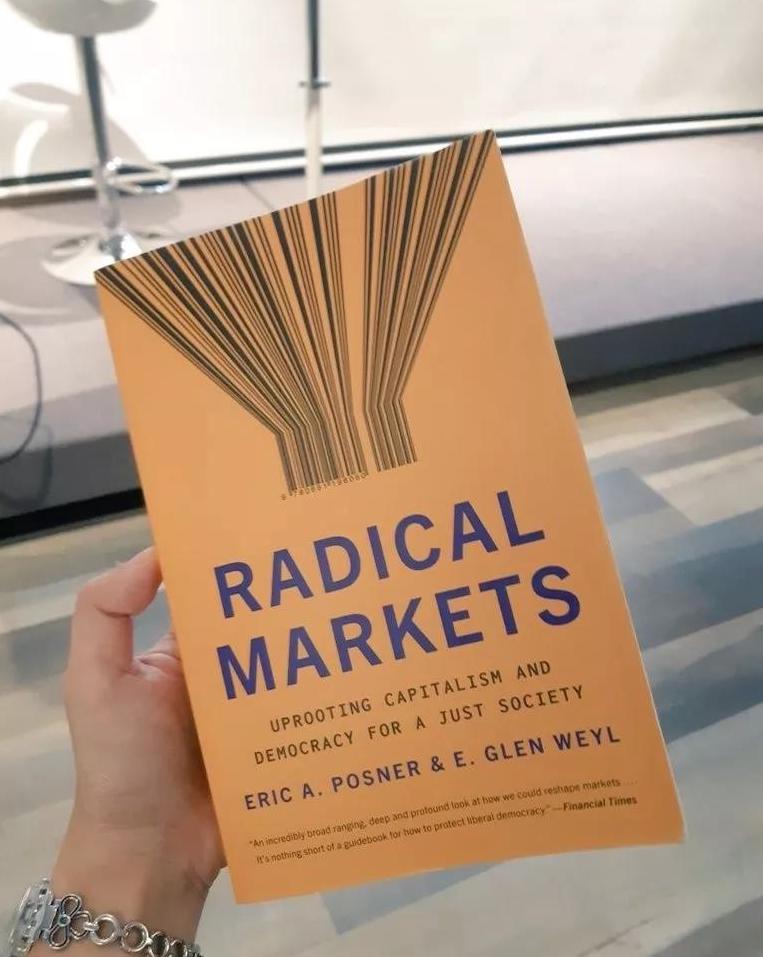 RADICAL
MARKETS
UPROOTING CAPITALISM AND
DEMOCRACY FOR A JUST SOCIETY
ERIC A. POSNER & E. GLEN WEYL
"An incredibly broad ranging, deep and profound look at how we could reshape markets ....
It's nothing short of a guidebook for how to protect liberal democracy." —Financial Times